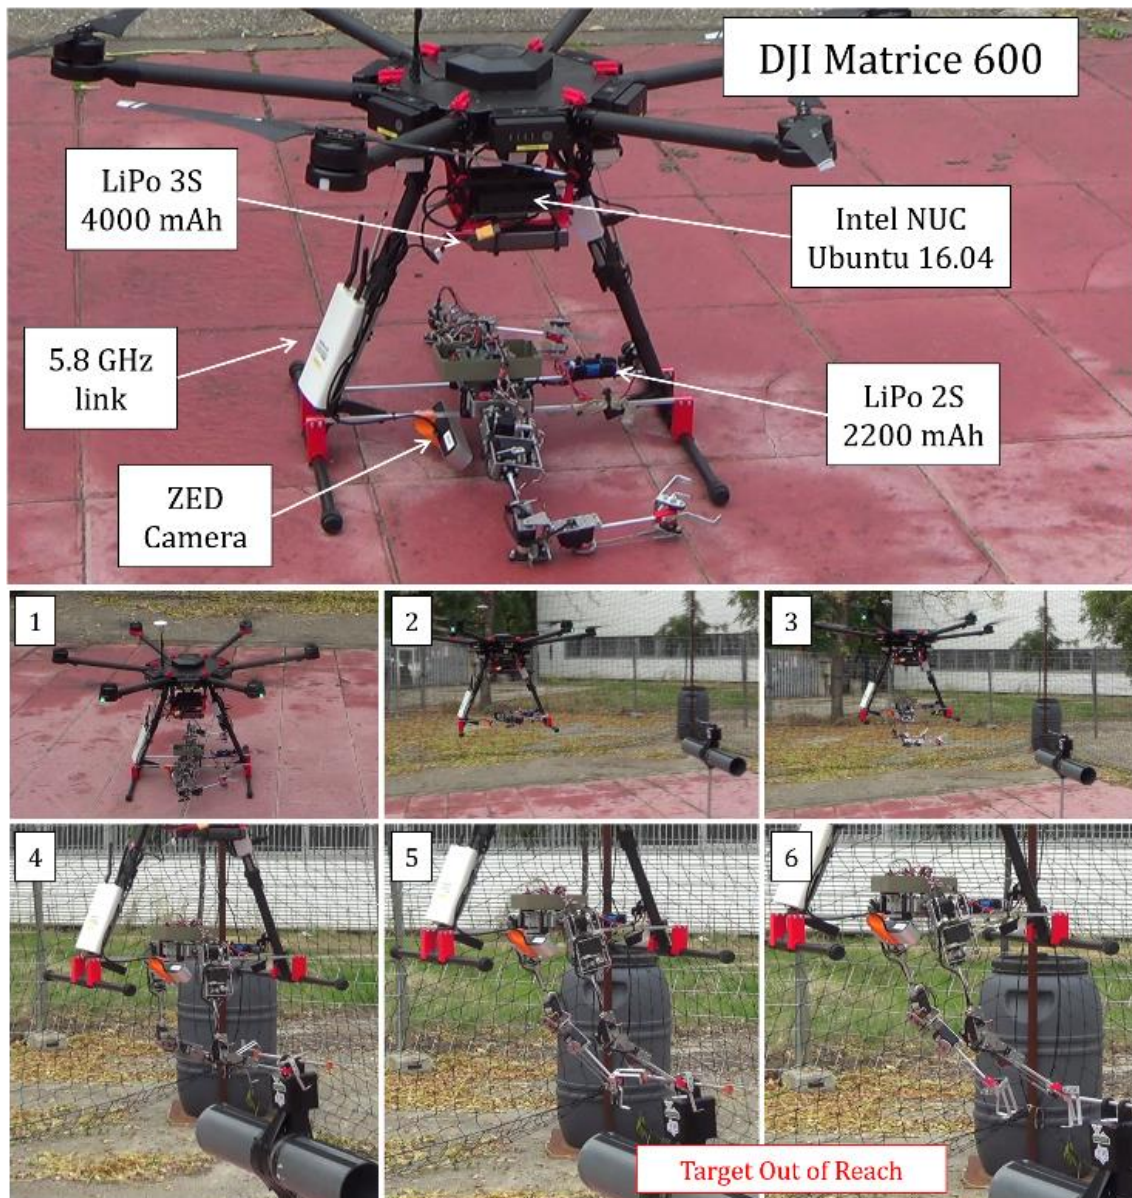 DJI Matrice 600
LiPo 3S
4000 mAh
Intel NUC
Ubuntu 16.04
5.8 GHz
link
LiPo 2S
2200 mAh
ZED
Camera
1
2
3
4
5
6
Target Out of Reach